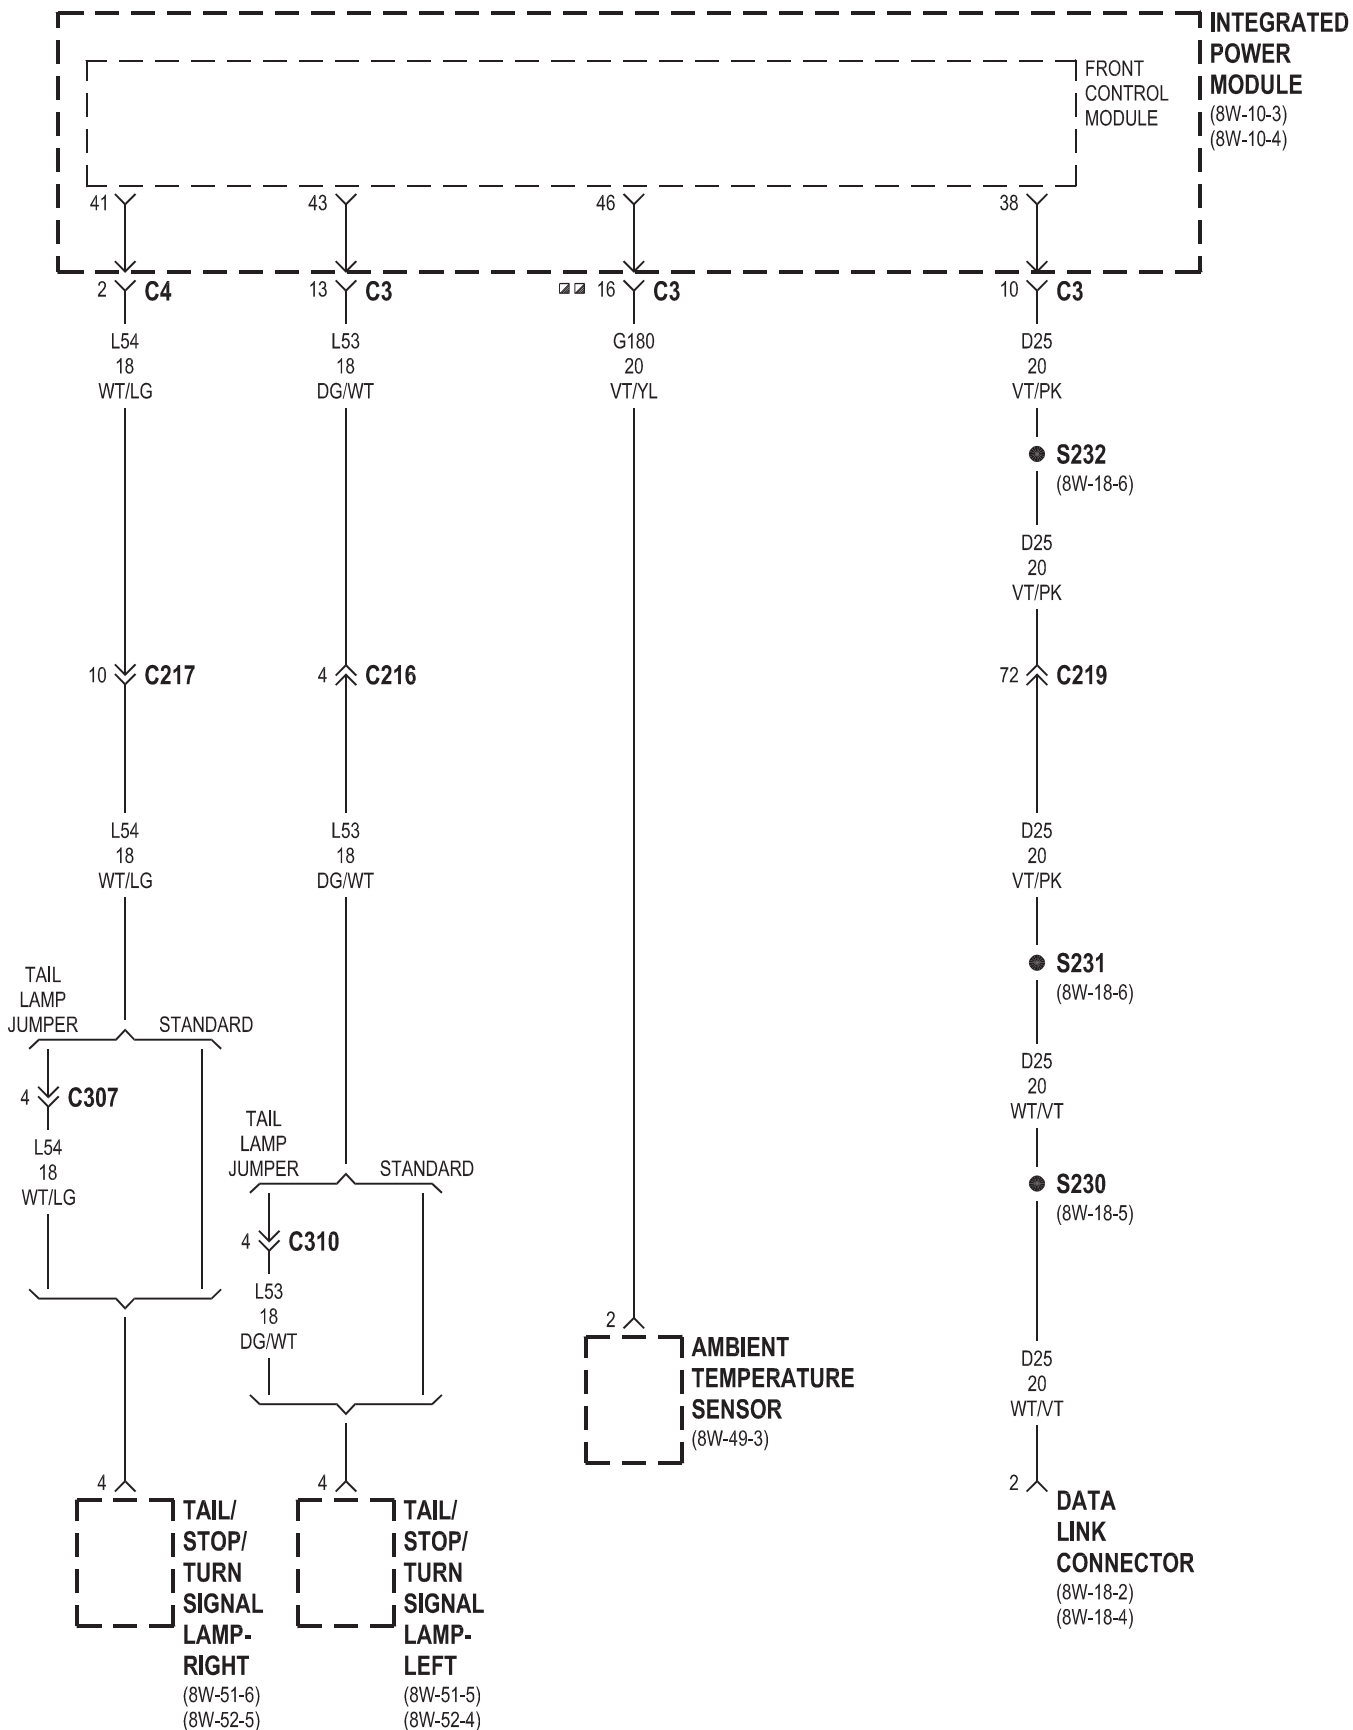 INTEGRATED
POWER
MODULE
(8W-10-3)
(8W-10-4)
FRONT
CONTROL
MODULE
41
43
46
38
2 C4
13 C3
16 C3
10 C3
L54
18
WT/LG
L53
18
DG/WT
G180
20
VT/YL
D25
20
VT/PK
S232
(8W-18-6)
D25
20
VT/PK
10 C217
4 C216
72 C219
L54
18
WT/LG
L53
18
DG/WT
D25
20
VT/PK
S231
(8W-18-6)
TAIL
LAMP
JUMPER
STANDARD
D25
20
WT/VT
4 C307
L54
18
WT/LG
TAIL
LAMP
JUMPER
STANDARD
S230
(8W-18-5)
4 C310
L53
18
DG/WT
2
AMBIENT
TEMPERATURE
SENSOR
(8W-49-3)
D25
20
WT/VT
4
TAIL/
STOP/
TURN
SIGNAL
LAMP-
RIGHT
(8W-51-6)
(8W-52-5)
4
TAIL/
STOP/
TURN
SIGNAL
LAMP-
LEFT
(8W-51-5)
(8W-52-4)
2
DATA
LINK
CONNECTOR
(8W-18-2)
(8W-18-4)